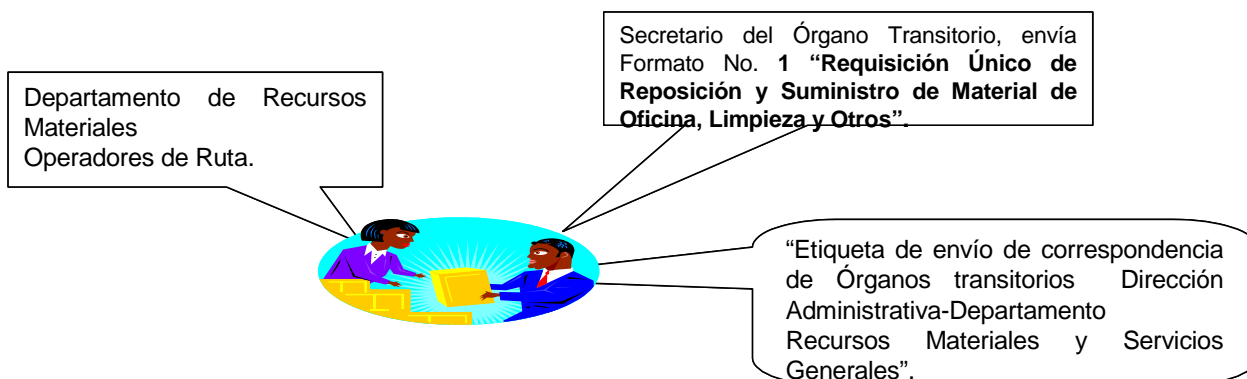 Departamento de Recursos
Materiales
Operadores de Ruta.
Secretario del Órgano Transitorio, envía
Formato No. 1 “Requisición Único de
Reposición y Suministro de Material de
Oficina, Limpieza y Otros”.
“Etiqueta de envío de correspondencia
de Órganos transitorios Dirección
Administrativa-Departamento
Recursos Materiales y Servicios
Generales”.